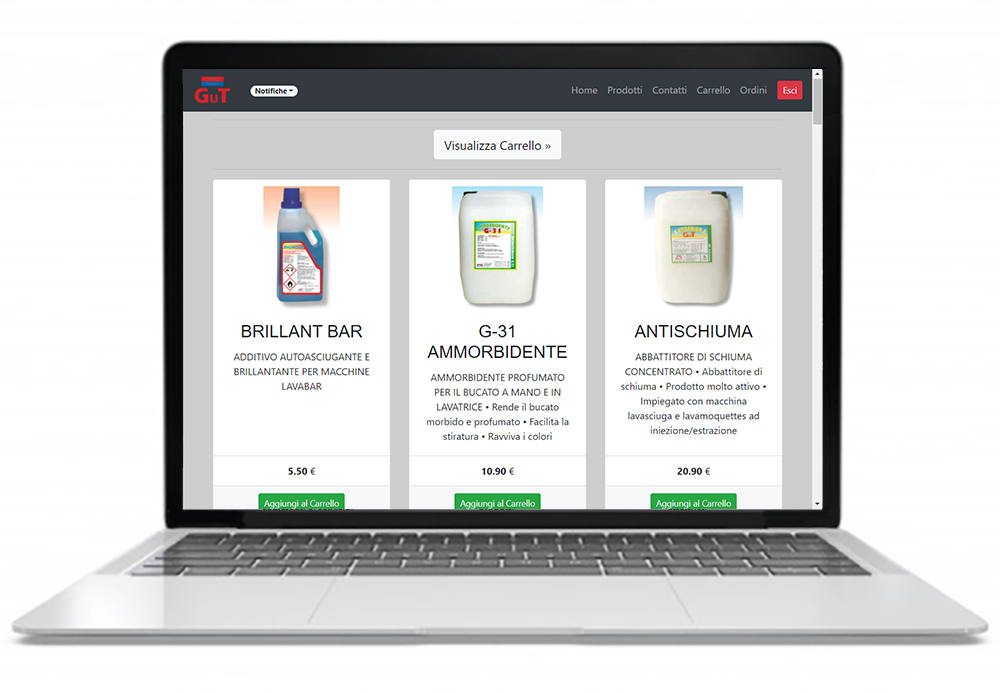 GuT
Notifiche
Home Prodotti Contatti Carrello Ordini Esci
Visualizza Carrello »
G-31
GuT
BRILLANT BAR
ADDITIVO AUTOASCIUGANTE E
BRILLANTANTE PER MACCHINE
LAVABAR
5.50 €
Aggiungi al Carrello
G-31
AMMORBIDENTE
AMMORBIDENTE PROFUMATO
PER IL BUCATO A MANO E IN
LAVATRICE • Rende il bucato
morbido e profumato • Facilita la
stiratura • Ravviva i colori
10.90 €
Aggiungi al Carrello
ANTISCHIUMA
ABBATTITORE DI SCHIUMA
CONCENTRATO • Abbattitore di
schiuma • Prodotto molto attivo •
Impiegato con macchina
lavasciuga e lavamoquettes ad
iniezione/estrazione
20.90 €
Aggiungi al Carrello